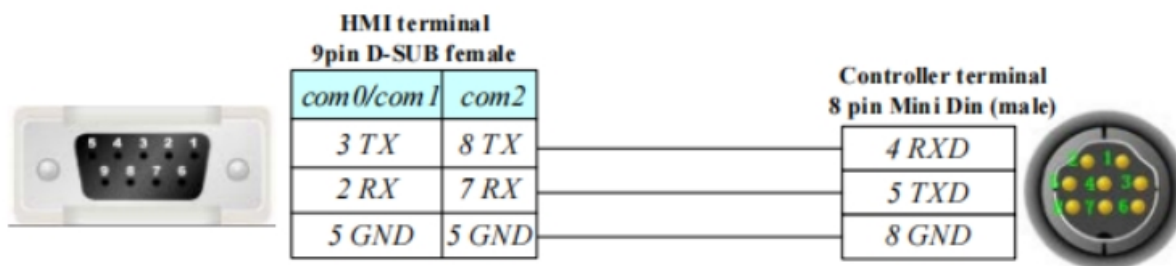 HMI terminal
9pin D-SUB female
com0/com1 com2
3 TX 8 TX
2 RX 7 RX
5 GND 5 GND
Controller terminal
8 pin Mini Din (male)
4 RXD
5 TXD
8 GND
5 4 3 2 1
9 8 7 6
2 1
4 3
7 6